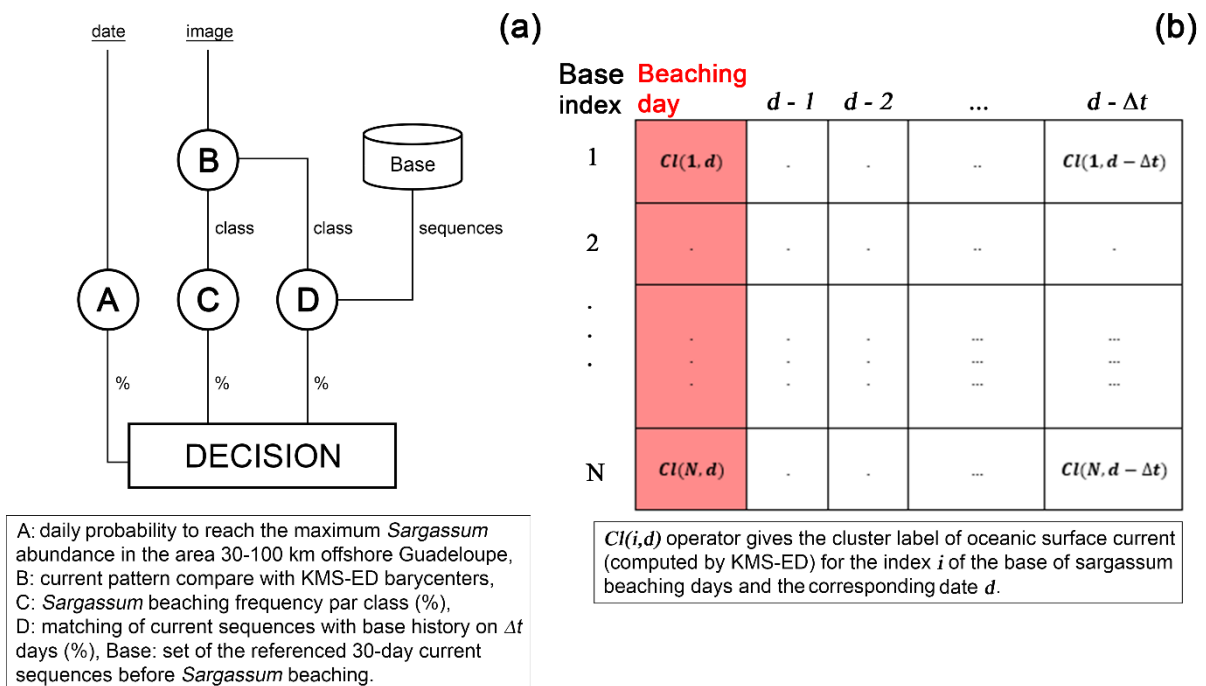 date image (a)
B
Base
class class sequences
A C D
% % %
DECISION
A: daily probability to reach the maximum Sargassum
abundance in the area 30-100 km offshore Guadeloupe,
B: current pattern compare with KMS-ED barycenters,
C: Sargassum beaching frequency par class (%),
D: matching of current sequences with base history on Δt
days (%), Base: set of the referenced 30-day current
sequences before Sargassum beaching.
(b)
Base Beaching
index day d - 1 d - 2 ... d - Δt
1 Cl(1, d) . . .. Cl(1, d − Δt)
2 . . . .. .
. . . . ... ...
. . . . ... ...
. . . . ... ...
N Cl(N, d) . . ... Cl(N, d − Δt)
Cl(i,d) operator gives the cluster label of oceanic surface current
(computed by KMS-ED) for the index i of the base of sargassum
beaching days and the corresponding date d.